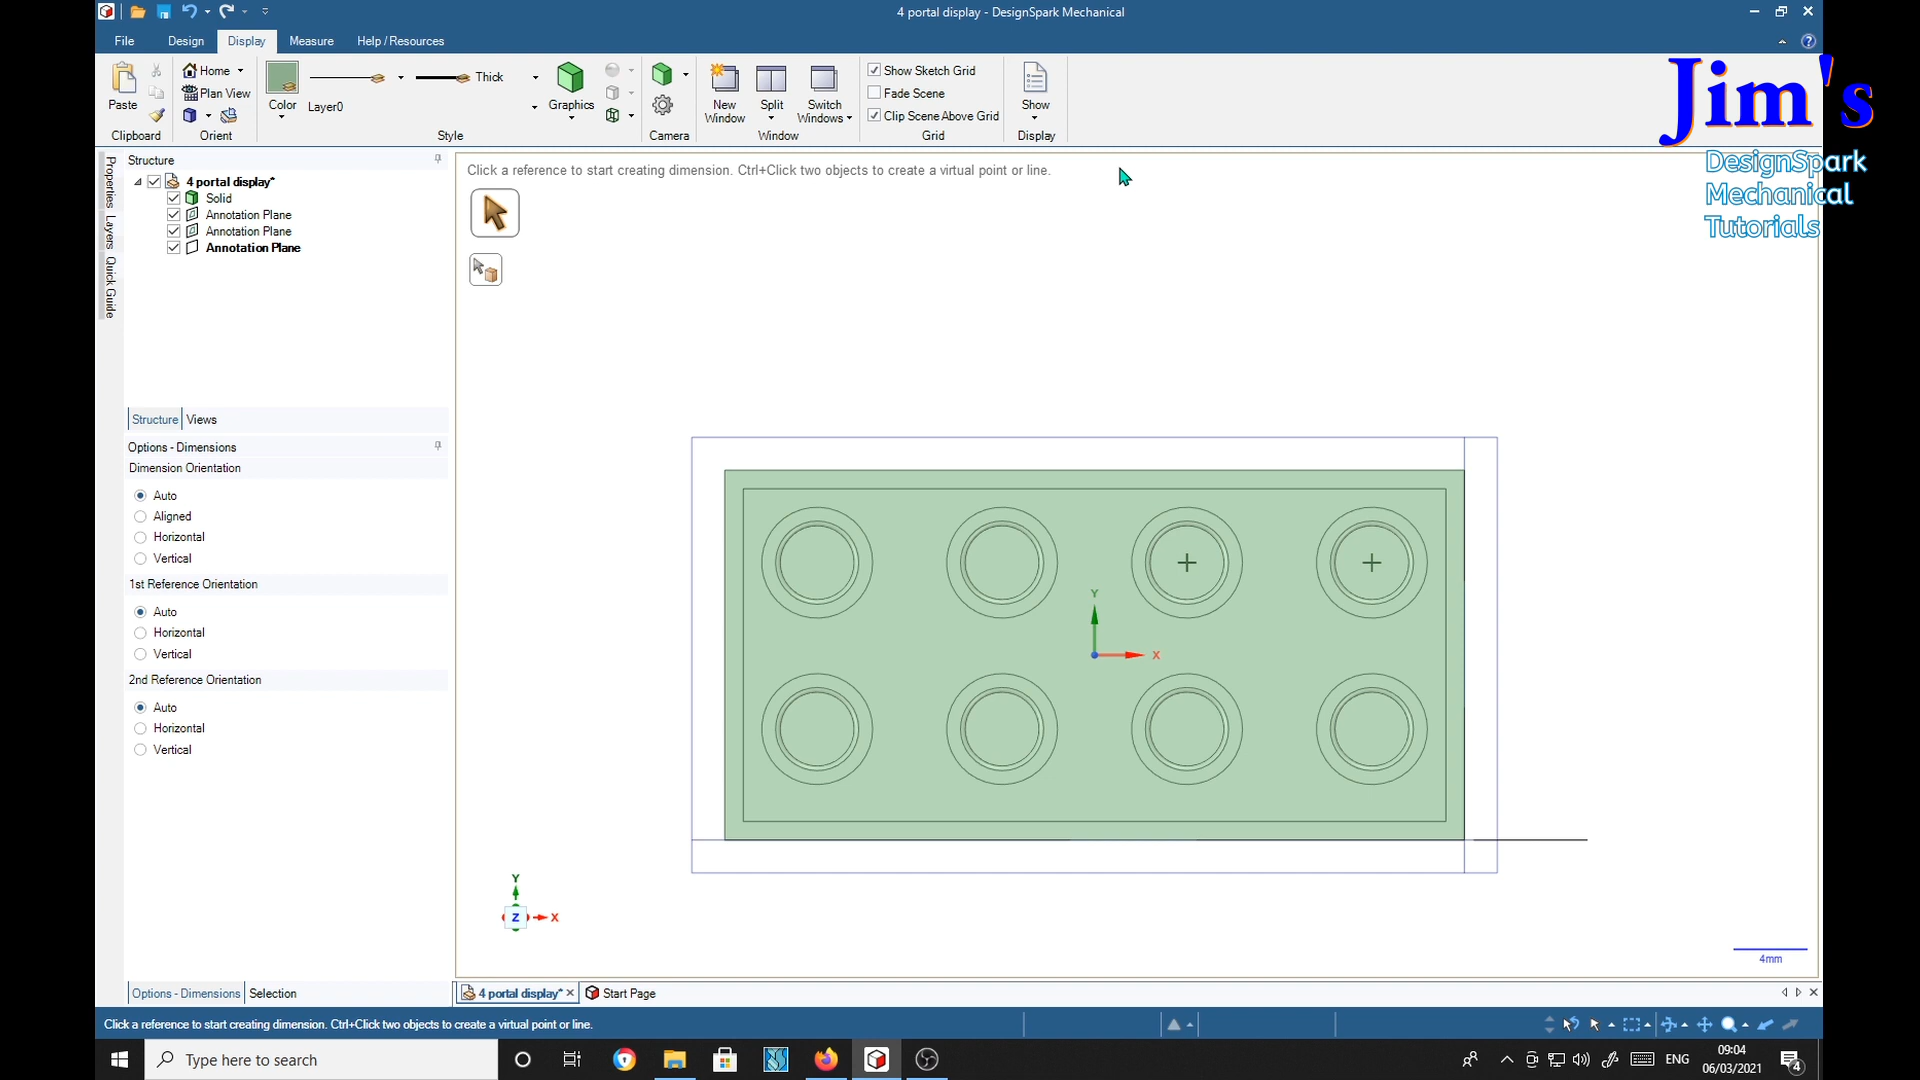 4 portal display - DesignSpark Mechanical
File Design Display Measure Help / Resources
Paste
Clipboard
Home
Plan View
Orient
Color
Layer0
Thick
Style
Graphics
Camera
New Window
Split
Switch Windows
Window
Show Sketch Grid
Fade Scene
Clip Scene Above Grid
Grid
Show
Display
Jim's
DesignSpark
Mechanical
Tutorials
Properties
Layers
Quick Guide
Structure
4 portal display*
Solid
Annotation Plane
Annotation Plane
Annotation Plane
Structure Views
Options - Dimensions
Dimension Orientation
Auto
Aligned
Horizontal
Vertical
1st Reference Orientation
Auto
Horizontal
Vertical
2nd Reference Orientation
Auto
Horizontal
Vertical
Options - Dimensions Selection
Click a reference to start creating dimension. Ctrl+Click two objects to create a virtual point or line.
Y
X
Y
Z X
4mm
4 portal display* Start Page
Click a reference to start creating dimension. Ctrl+Click two objects to create a virtual point or line.
Type here to search
ENG
09:04
06/03/2021
4